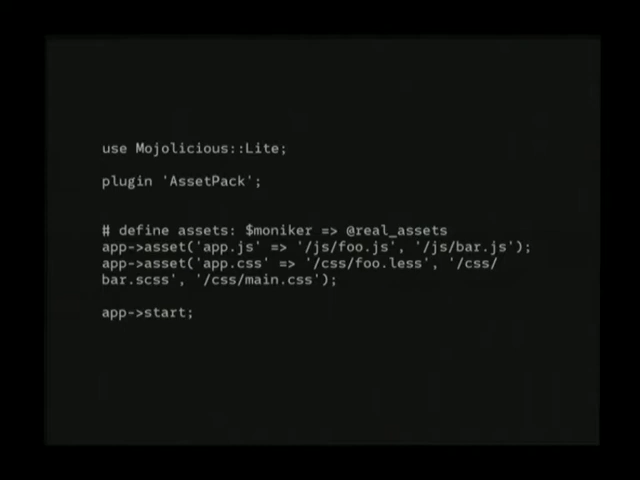 use Mojolicious::Lite;
plugin 'AssetPack';
# define assets: $moniker => @real_assets
app->asset('app.js' => '/js/foo.js', '/js/bar.js');
app->asset('app.css' => '/css/foo.less', '/css/
bar.scss', '/css/main.css');
app->start;